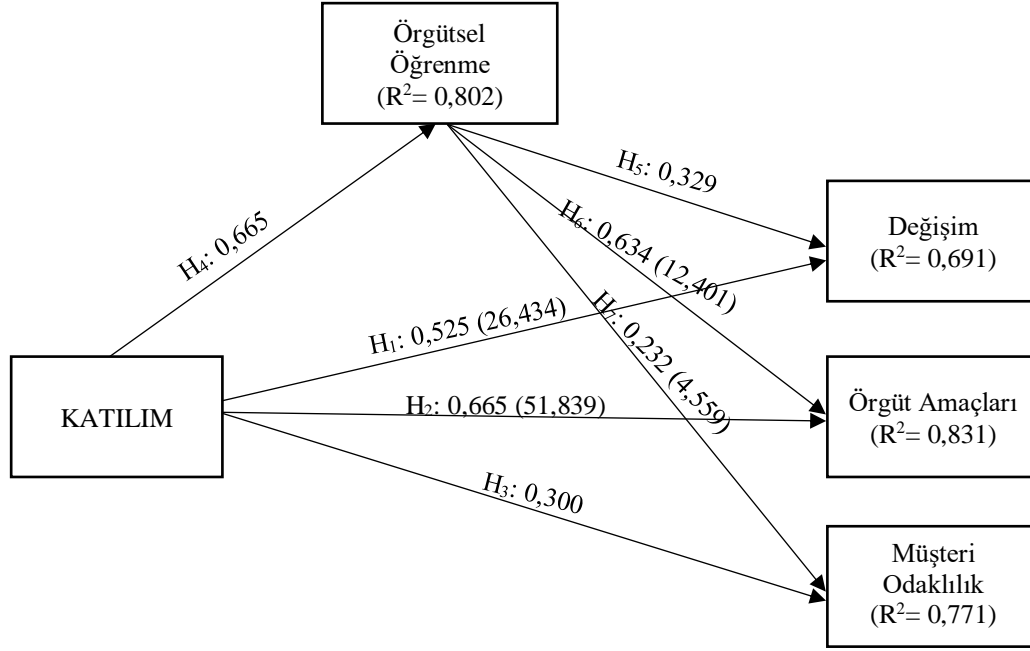 Örgütsel
Öğrenme
(R²= 0,802)
H₅: 0,329
H₆: 0,634 (12,401)
Değişim
(R²= 0,691)
H₄: 0,665
H₇: 0,232 (4,559)
H₁: 0,525 (26,434)
KATILIM
H₂: 0,665 (51,839)
Örgüt Amaçları
(R²= 0,831)
H₃: 0,300
Müşteri
Odaklılık
(R²= 0,771)